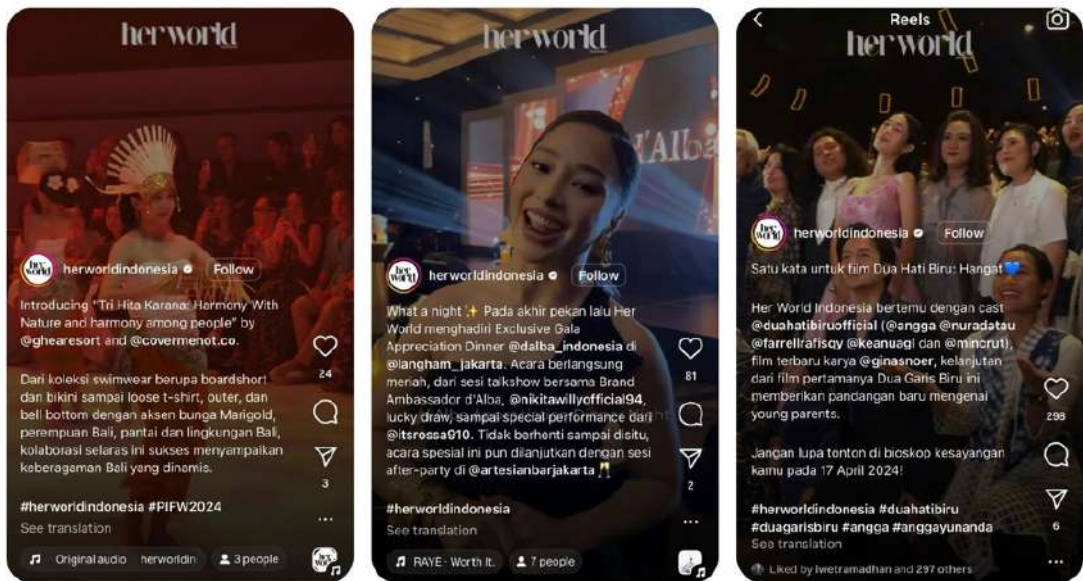 herworld
herworldindonesia Follow
Introducing "Tri Hita Karana: Harmony With
Nature and harmony among people" by
@ghearesort and @covermenot.co.
Dari koleksi swimwear berupa boardshort
dan bikini sampai loose t-shirt, outer, dan
bell bottom dengan aksen bunga Marigold,
perempuan Bali, pantai dan lingkungan Bali,
kolaborasi selaras ini sukses menyampaikan
keberagaman Bali yang dinamis.
#herworldindonesia #PIFW2024
See translation
Original audio herworldin
3 people
24
3
herworld
d'Alba
herworldindonesia Follow
What a night ✨ Pada akhir pekan lalu Her
World menghadiri Exclusive Gala
Appreciation Dinner @dalba_indonesia di
@langham_jakarta. Acara berlangsung
meriah, dari sesi talkshow bersama Brand
Ambassador d'Alba, @nikitawillyofficial94,
lucky draw, sampai special performance dari
@itsrossa910. Tidak berhenti sampai disitu,
acara spesial ini pun dilanjutkan dengan sesi
after-party di @artesianbarjakarta 🥂
#herworldindonesia
See translation
RAYE · Worth It.
7 people
81
2
Reels
herworld
herworldindonesia Follow
Satu kata untuk film Dua Hati Biru: Hangat💙
Her World Indonesia bertemu dengan cast
@duahatibiruofficial (@angga @nuradatau
@farrellrafisqy @keanuagl dan @mincrut),
film terbaru karya @ginasnoer, kelanjutan
dari film pertamanya Dua Garis Biru ini
memberikan pandangan baru mengenai
young parents.
Jangan lupa tonton di bioskop kesayangan
kamu pada 17 April 2024!
#herworldindonesia #duahatibiru
#duagarisbiru #angga #anggayunanda
See translation
Liked by iwetramadhan and 297 others
298
6